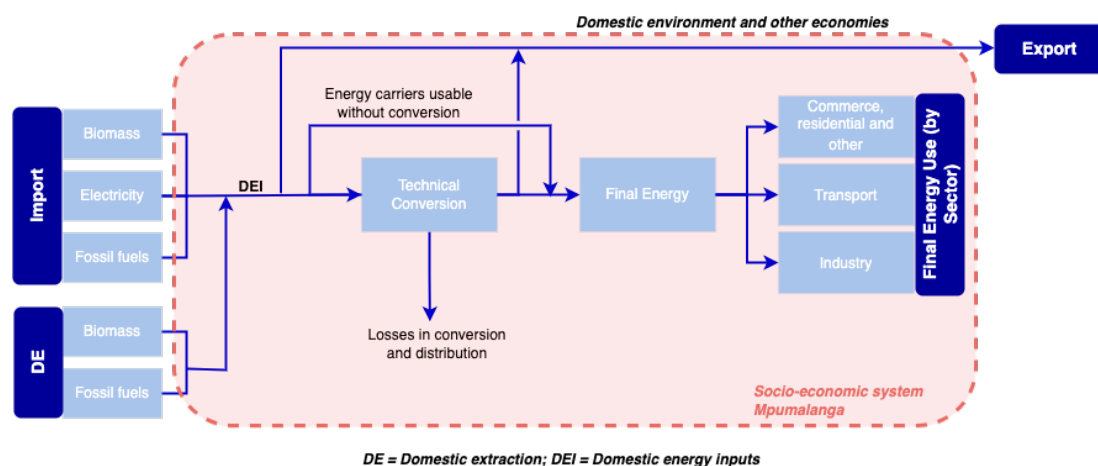 Domestic environment and other economies
Export
Energy carriers usable
without conversion
Import
Biomass
Electricity
Fossil fuels
DEI
Technical
Conversion
Final Energy
Commerce,
residential and
other
Transport
Industry
Final Energy Use (by
Sector)
DE
Biomass
Fossil fuels
Losses in conversion
and distribution
Socio-economic system
Mpumalanga
DE = Domestic extraction; DEI = Domestic energy inputs